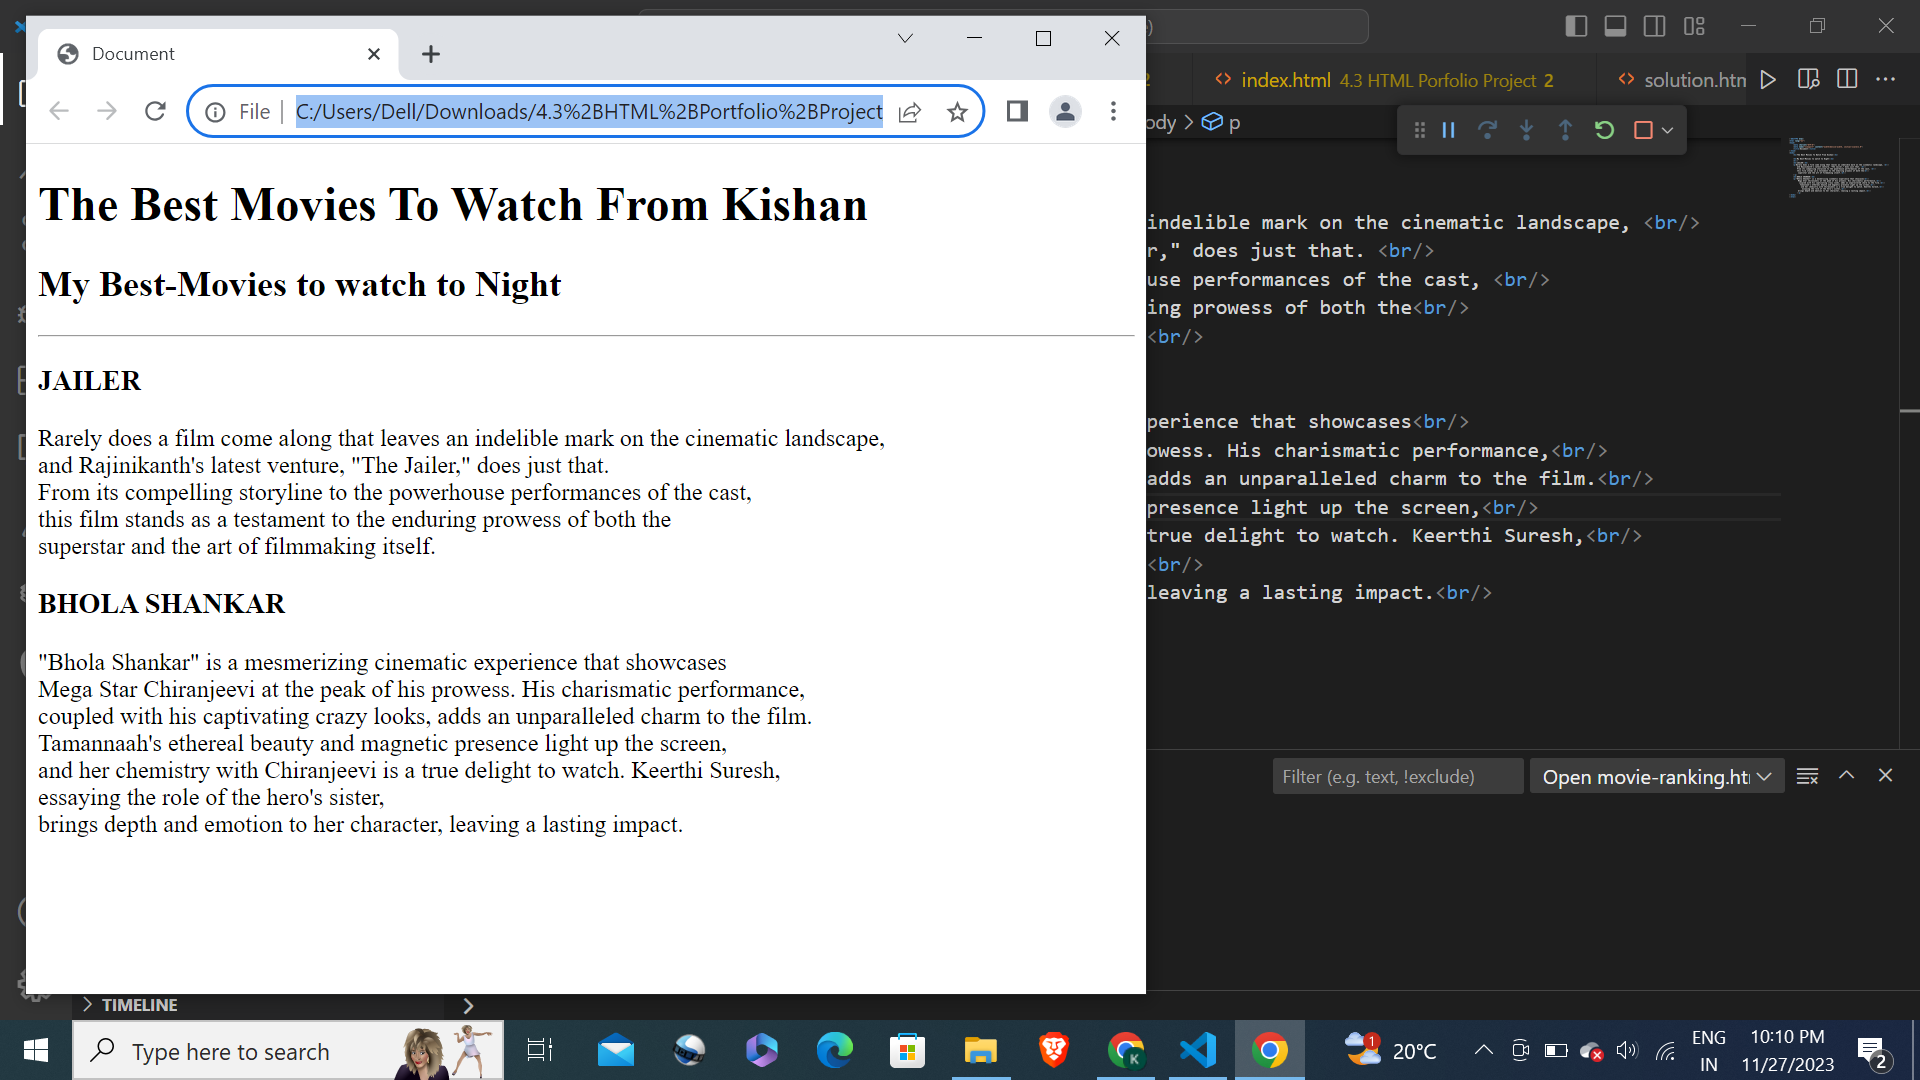 Document
File
C:/Users/Dell/Downloads/4.3%2BHTML%2BPortfolio%2BProject
The Best Movies To Watch From Kishan
My Best-Movies to watch to Night
JAILER
Rarely does a film come along that leaves an indelible mark on the cinematic landscape,
and Rajinikanth's latest venture, "The Jailer," does just that.
From its compelling storyline to the powerhouse performances of the cast,
this film stands as a testament to the enduring prowess of both the
superstar and the art of filmmaking itself.
BHOLA SHANKAR
"Bhola Shankar" is a mesmerizing cinematic experience that showcases
Mega Star Chiranjeevi at the peak of his prowess. His charismatic performance,
coupled with his captivating crazy looks, adds an unparalleled charm to the film.
Tamannaah's ethereal beauty and magnetic presence light up the screen,
and her chemistry with Chiranjeevi is a true delight to watch. Keerthi Suresh,
essaying the role of the hero's sister,
brings depth and emotion to her character, leaving a lasting impact.
index.html 4.3 HTML Porfolio Project 2
solution.htm
ody > p
indelible mark on the cinematic landscape, <br/>
r," does just that. <br/>
use performances of the cast, <br/>
ing prowess of both the<br/>
<br/>
perience that showcases<br/>
owess. His charismatic performance,<br/>
adds an unparalleled charm to the film.<br/>
presence light up the screen,<br/>
true delight to watch. Keerthi Suresh,<br/>
<br/>
leaving a lasting impact.<br/>
Filter (e.g. text, !exclude)
Open movie-ranking.ht
TIMELINE
Type here to search
K
1
20°C
ENG
IN
10:10 PM
11/27/2023
2